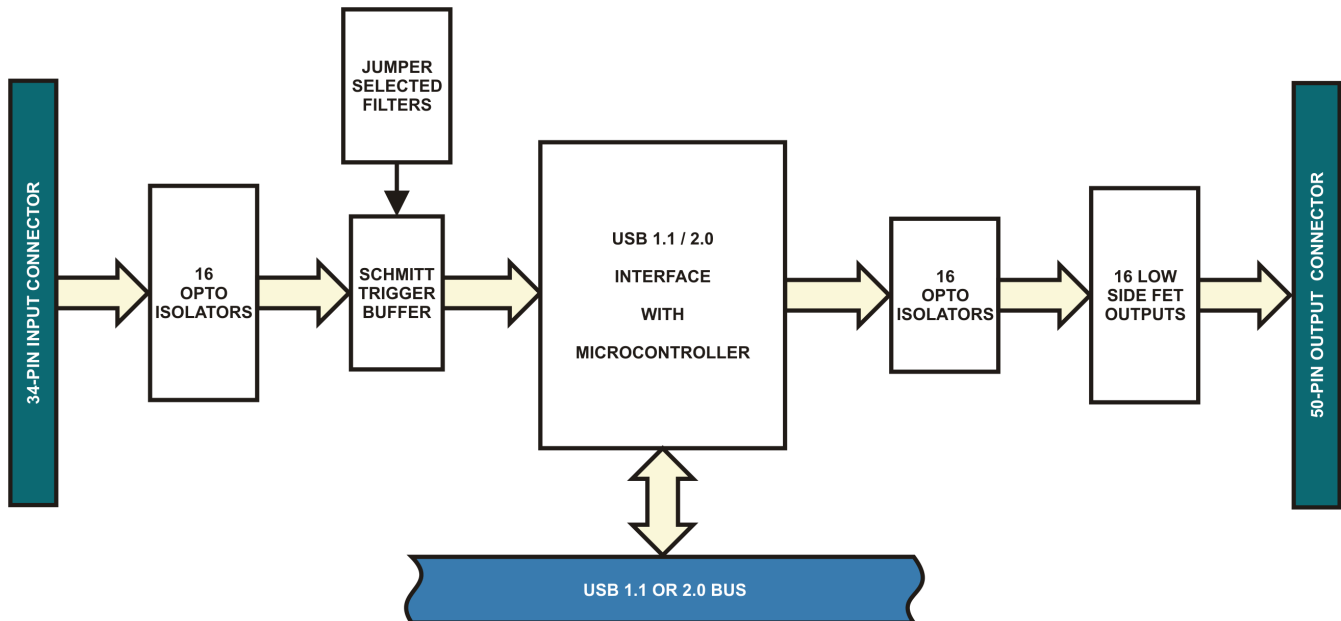 JUMPER
SELECTED
FILTERS
34-PIN INPUT CONNECTOR
16
OPTO
ISOLATORS
SCHMITT
TRIGGER
BUFFER
USB 1.1 / 2.0
INTERFACE
WITH
MICROCONTROLLER
16
OPTO
ISOLATORS
16 LOW
SIDE FET
OUTPUTS
50-PIN OUTPUT CONNECTOR
USB 1.1 OR 2.0 BUS